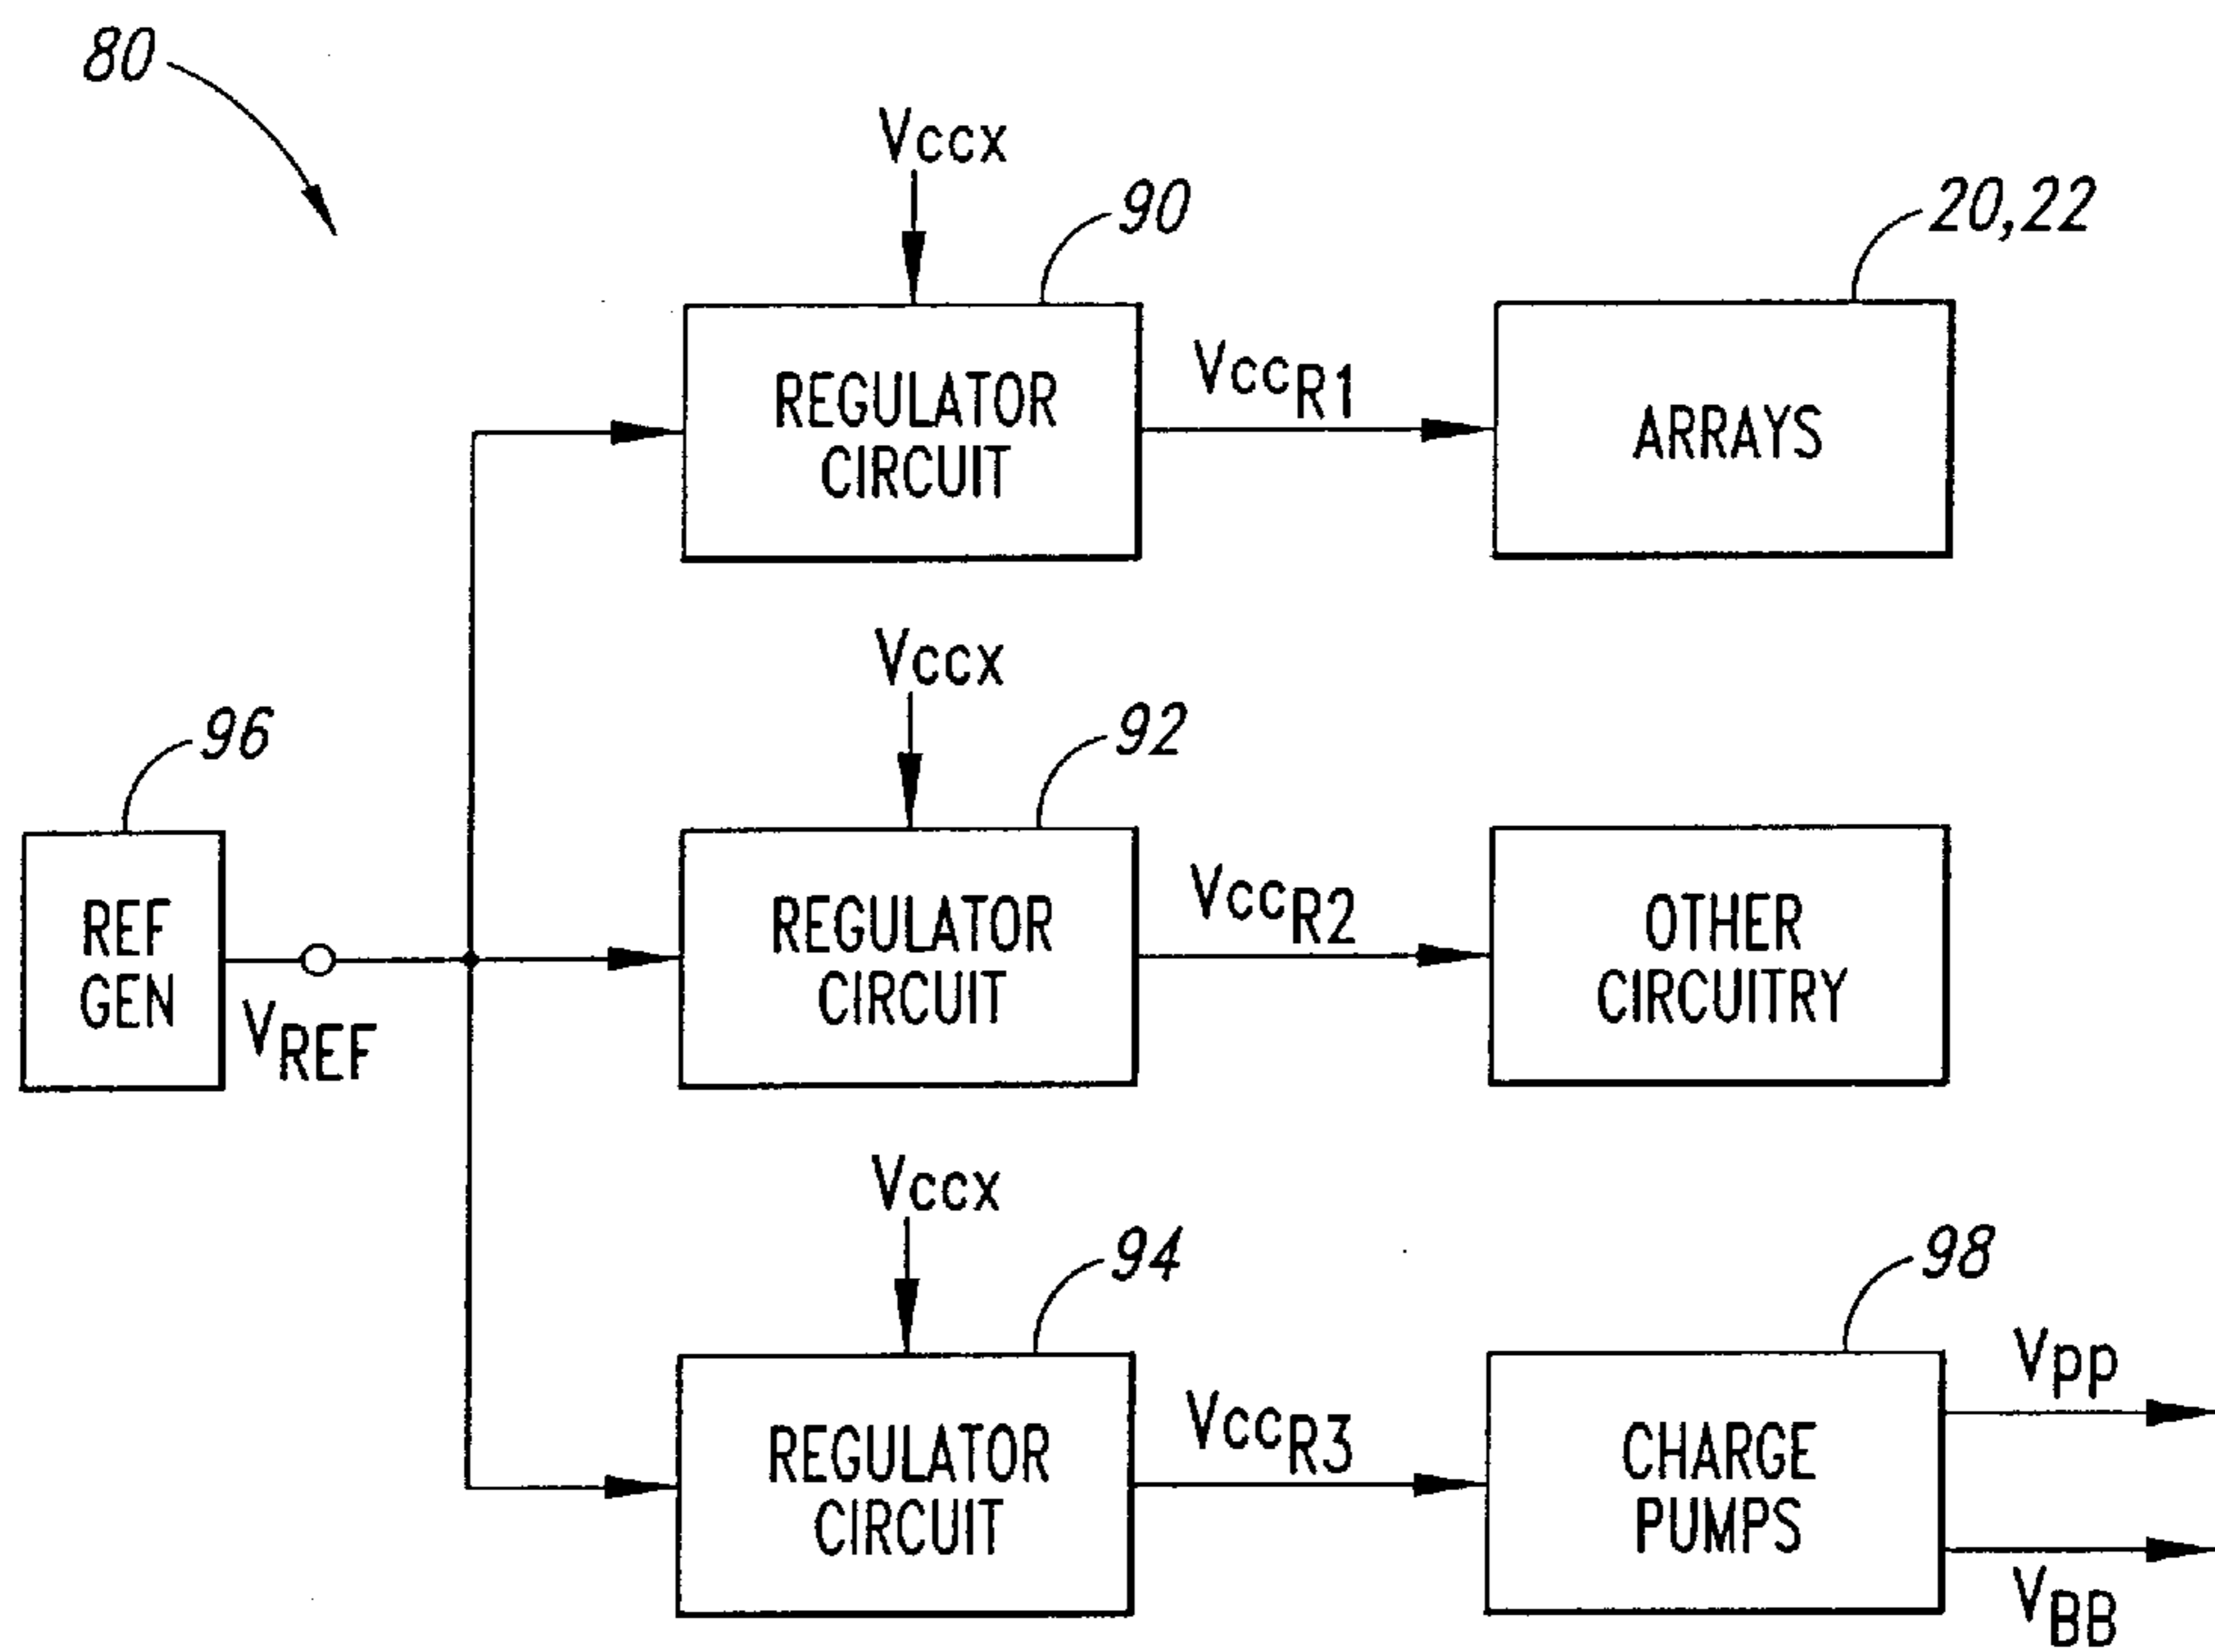 80
Vccx
90
20,22
REGULATOR
CIRCUIT
VccR1
ARRAYS
Vccx
96
92
REF
GEN
VREF
REGULATOR
CIRCUIT
VccR2
OTHER
CIRCUITRY
Vccx
94
98
REGULATOR
CIRCUIT
VccR3
CHARGE
PUMPS
Vpp
VBB